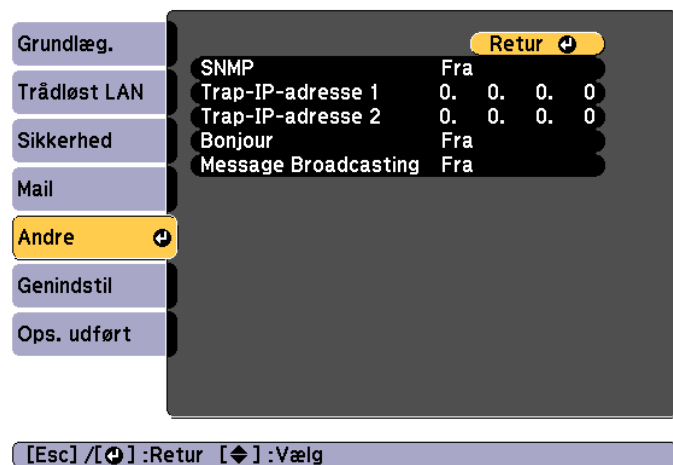 Grundlæg.
Trådløst LAN
Sikkerhed
Mail
Andre
Genindstil
Ops. udført
Retur
SNMP Fra
Trap-IP-adresse 1 0. 0. 0. 0
Trap-IP-adresse 2 0. 0. 0. 0
Bonjour Fra
Message Broadcasting Fra
[Esc] /[⏎] :Retur [◆] :Vælg